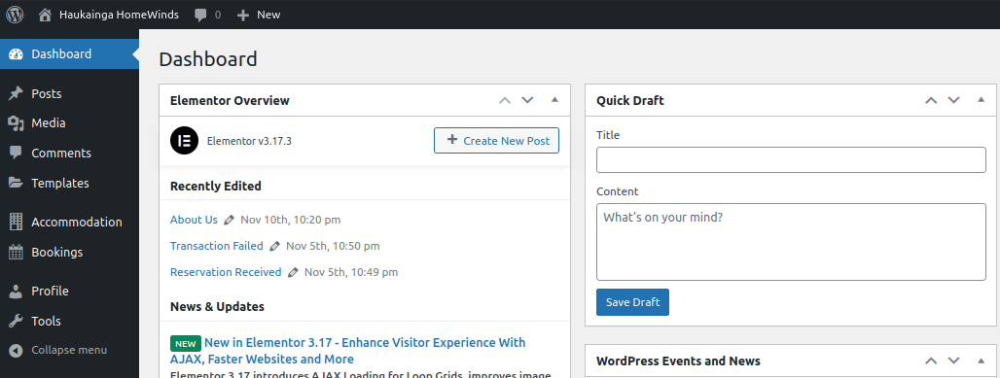 Haukainga HomeWinds
0
New
Dashboard
Posts
Media
Comments
Templates
Accommodation
Bookings
Profile
Tools
Collapse menu
Dashboard
Elementor Overview
Elementor v3.17.3
Create New Post
Recently Edited
About Us Nov 10th, 10:20 pm
Transaction Failed Nov 5th, 10:50 pm
Reservation Received Nov 5th, 10:49 pm
News & Updates
NEW New in Elementor 3.17 - Enhance Visitor Experience With
AJAX, Faster Websites and More
Elementor 3.17 introduces AJAX Loading for Loop Grids, improves image
Quick Draft
Title
Content
What's on your mind?
Save Draft
WordPress Events and News